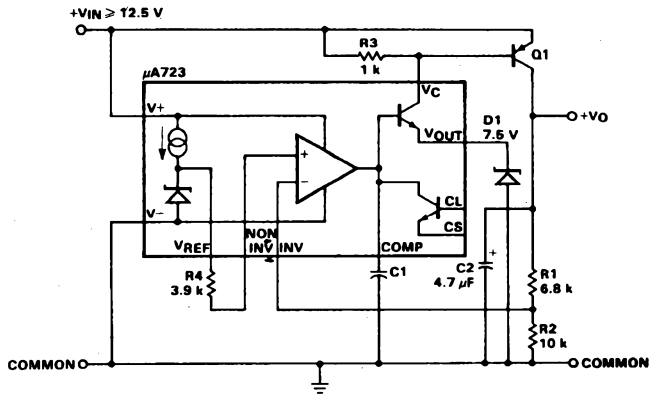 +VIN ≥ 12.5 V
R3
1 k
Q1
μA723
VC
V+
VOUT
D1
7.5 V
+VO
+
−
CL
V−
CS
VREF
NON
INV
INV
COMP
+
R4
3.9 k
C1
C2
4.7 μF
R1
6.8 k
R2
10 k
COMMON
COMMON